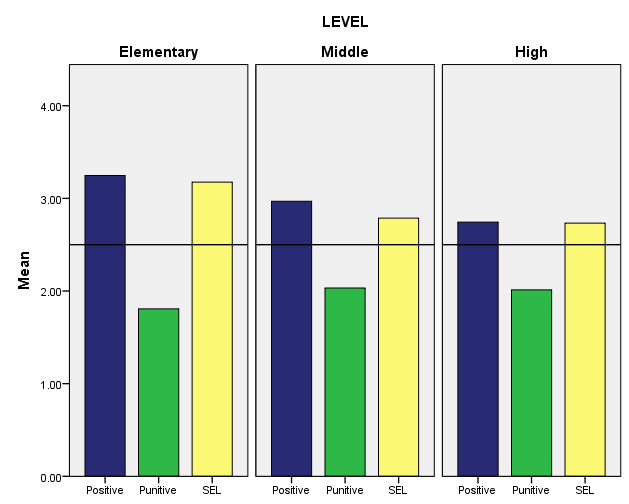 LEVEL
Elementary Middle High
Mean
4.00
3.00
2.00
1.00
0.00
Positive Punitive SEL Positive Punitive SEL Positive Punitive SEL